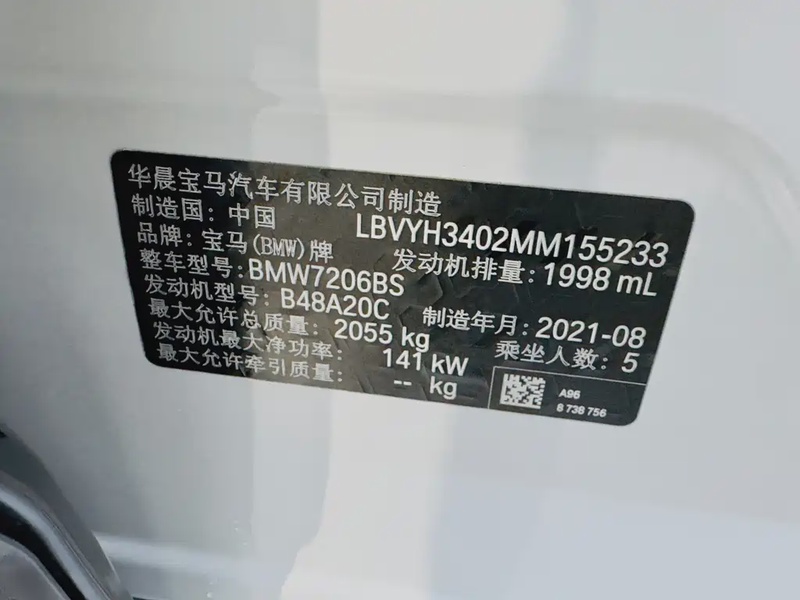 华晨宝马汽车有限公司制造
制造国: 中国 LBVYH3402MM155233
品牌: 宝马(BMW)牌 发动机排量: 1998 mL
整车型号: BMW7206BS
发动机型号: B48A20C 制造年月: 2021-08
最大允许总质量: 2055 kg 乘坐人数: 5
发动机最大净功率: 141 kW
最大允许牵引质量: -- kg
A96
8 738 756